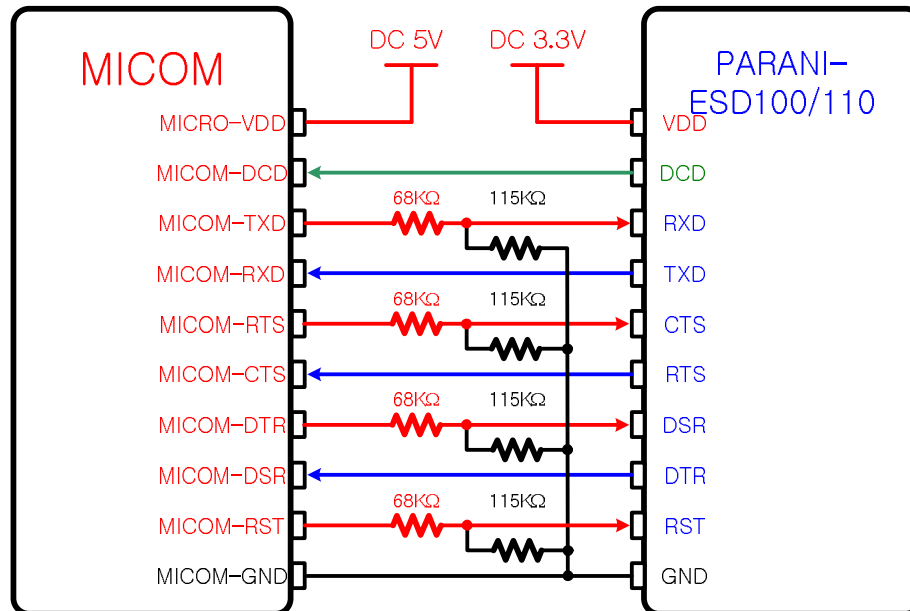 DC 5V DC 3.3V
MICOM
PARANI-
ESD100/110
MICRO-VDD VDD
MICOM-DCD DCD
68KΩ 115KΩ
MICOM-TXD RXD
MICOM-RXD TXD
68KΩ 115KΩ
MICOM-RTS CTS
MICOM-CTS RTS
68KΩ 115KΩ
MICOM-DTR DSR
MICOM-DSR DTR
68KΩ 115KΩ
MICOM-RST RST
MICOM-GND GND